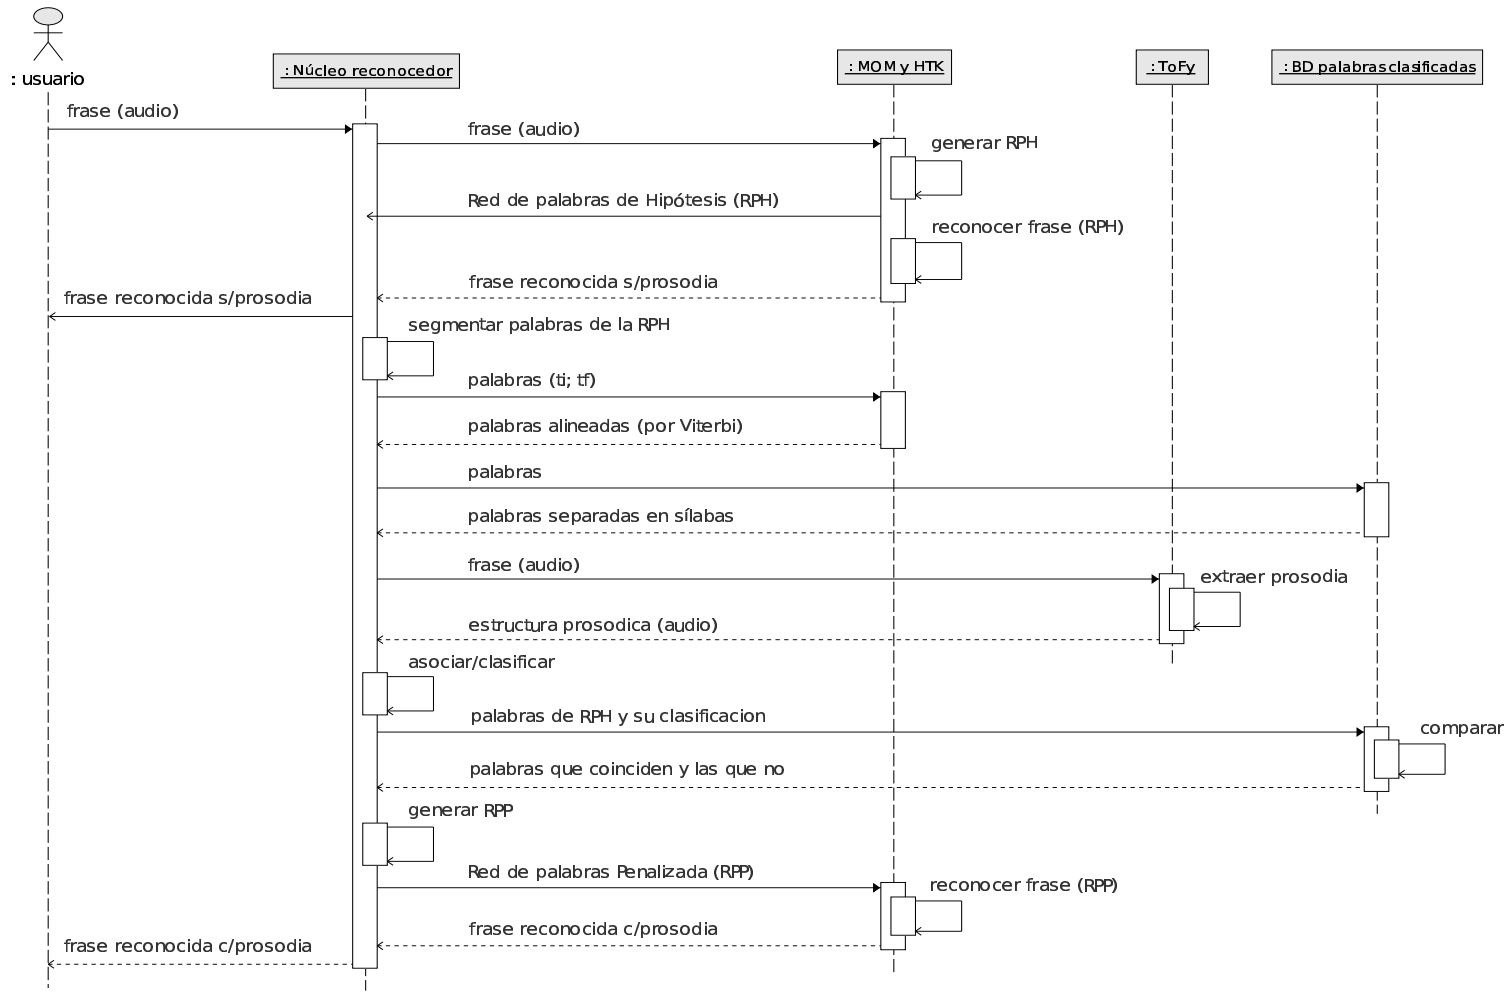 : usuario
: Núcleo reconocedor
: MOM y HTK
: ToFy
: BD palabras clasificadas
frase (audio)
frase (audio)
generar RPH
Red de palabras de Hipótesis (RPH)
reconocer frase (RPH)
frase reconocida s/prosodia
frase reconocida s/prosodia
segmentar palabras de la RPH
palabras (ti; tf)
palabras alineadas (por Viterbi)
palabras
palabras separadas en sílabas
frase (audio)
extraer prosodia
estructura prosodica (audio)
asociar/clasificar
palabras de RPH y su clasificacion
comparar
palabras que coinciden y las que no
generar RPP
Red de palabras Penalizada (RPP)
reconocer frase (RPP)
frase reconocida c/prosodia
frase reconocida c/prosodia